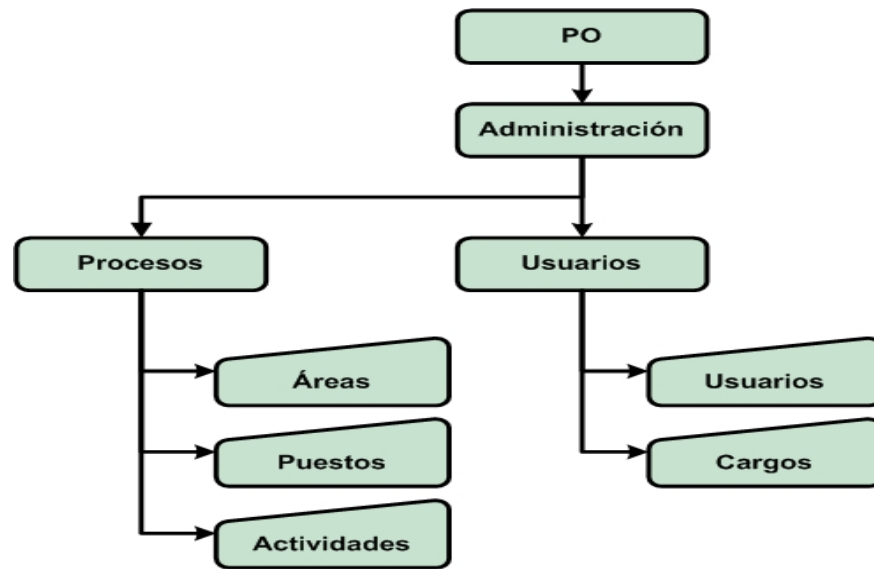 PO
Administración
Procesos
Usuarios
Áreas
Usuarios
Puestos
Cargos
Actividades